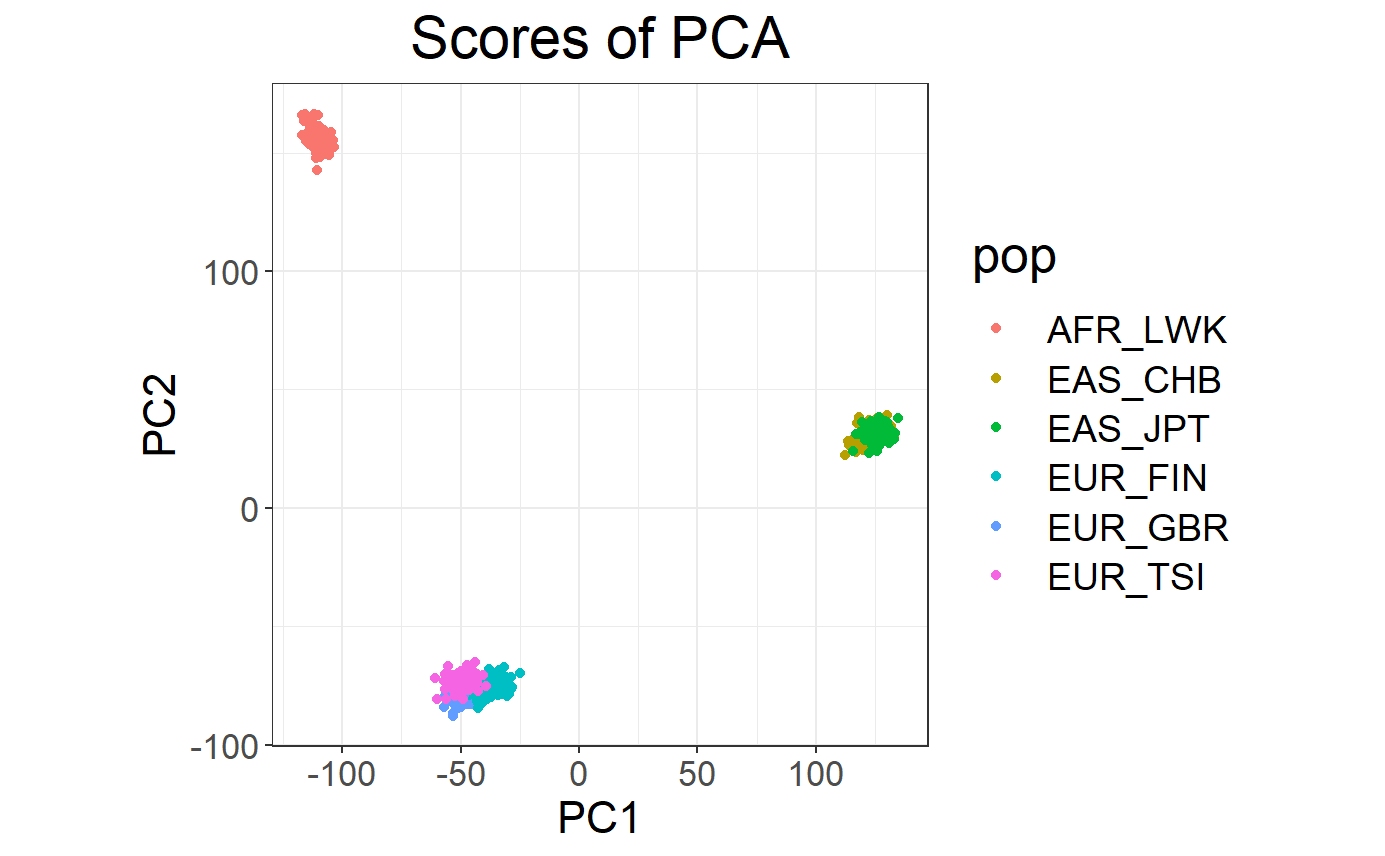 Scores of PCA
100
0
-100
PC2
-100
-50
0
50
100
PC1
pop
AFR_LWK
EAS_CHB
EAS_JPT
EUR_FIN
EUR_GBR
EUR_TSI